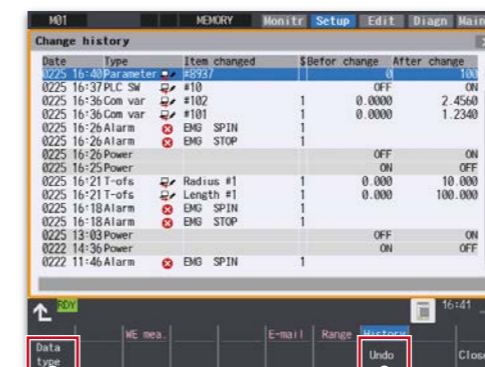 M01 MEMORY Monitr Setup Edit Diagn Main
Change history
Date Type Item changed $Befor change After change
0225 16:40 Parameter #8937 0 100
0225 16:37 PLC SW #10 OFF ON
0225 16:36 Com var #102 1 0.0000 2.4560
0225 16:36 Com var #101 1 0.0000 1.2340
0225 16:26 Alarm EMG SPIN 1
0225 16:26 Alarm EMG STOP 1
0225 16:26 Power OFF ON
0225 16:25 Power ON OFF
0225 16:21 T-ofs Radius #1 1 0.000 10.000
0225 16:21 T-ofs Length #1 1 0.000 100.000
0225 16:18 Alarm EMG SPIN 1
0225 16:18 Alarm EMG STOP 1
0225 13:03 Power OFF ON
0222 14:36 Power ON OFF
0222 11:46 Alarm EMG SPIN 1
RDY 16:41
WE mea. E-mail Range History
Data type Undo Close